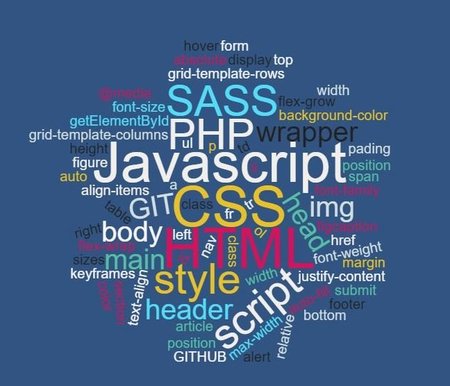 hover form
absolute display top
grid-template-rows
@media SASS width
font-size flex-grow
getElementById background-color
grid-template-columns ul PHP p td wrapper
height pading
figure Javascript position
auto a span
align-items GIT class CSS tr font-family
table fr ol head img figcaption
right body left nav class HTML href
flex-wrap font-weight
sizes main margin
keyframes style width justify-content
text-align script submit
header footer
article bottom
position max-width relative
GITHUB alert